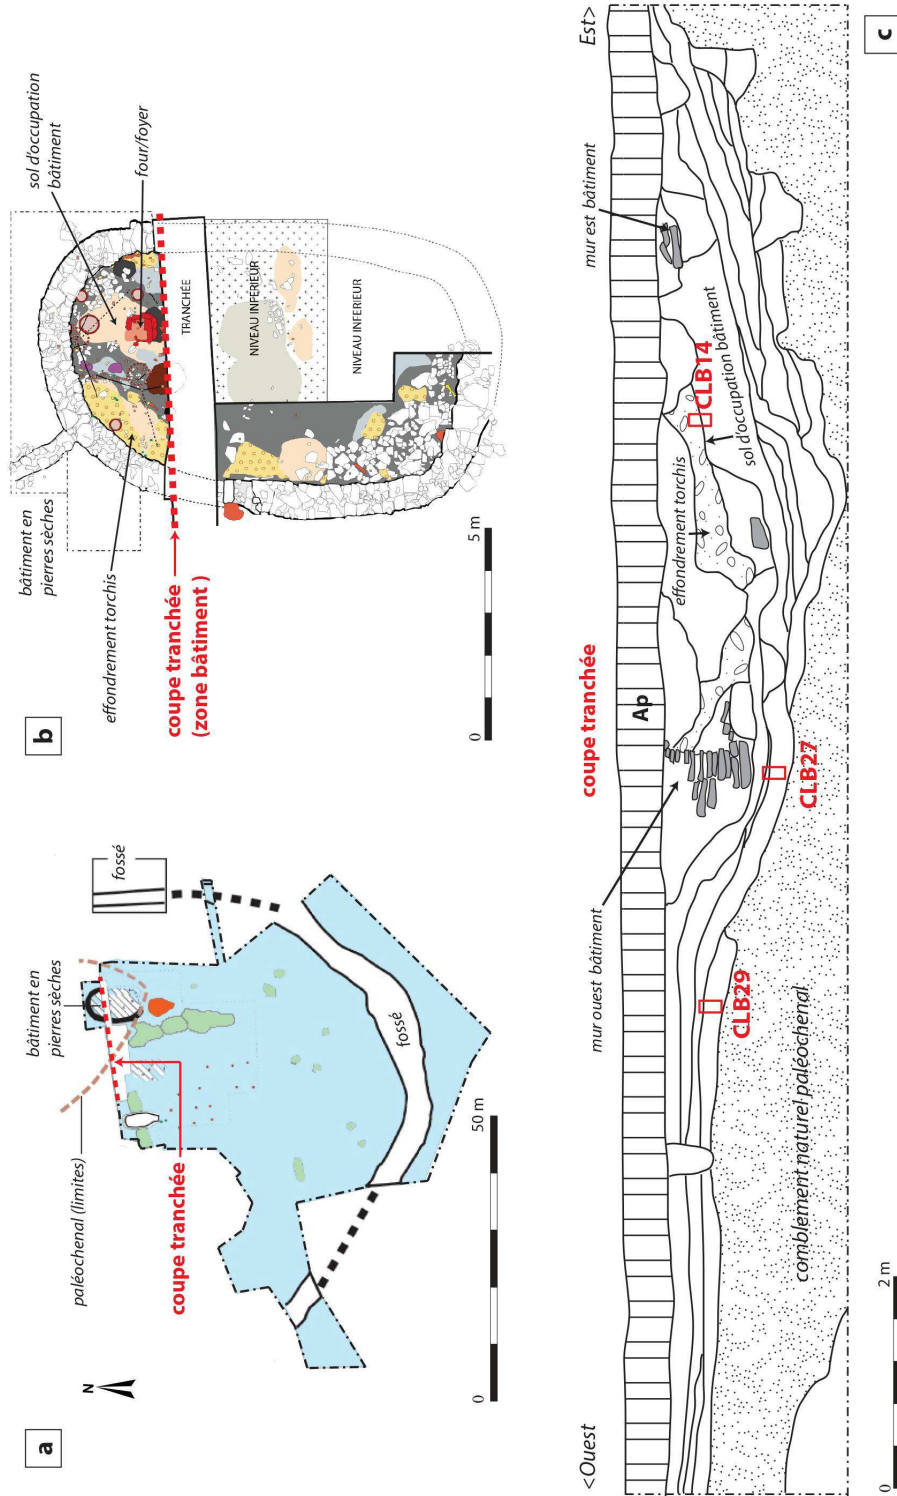 a
N
paléochenal (limites)
bâtiment en
pierres sèches
fossé
coupe tranchée
fossé
0
50 m
b
bâtiment en
pierres sèches
effondrement torchis
sol d'occupation
bâtiment
four/foyer
coupe tranchée
(zone bâtiment )
TRANCHÉE
NIVEAU INFERIEUR
NIVEAU INFERIEUR
0
5 m
<Ouest
coupe tranchée
Est>
mur ouest bâtiment
Ap
effondrement torchis
sol d'occupation bâtiment
mur est bâtiment
CLB29
CLB27
CLB14
comblement naturel paléochenal
0
2 m
c